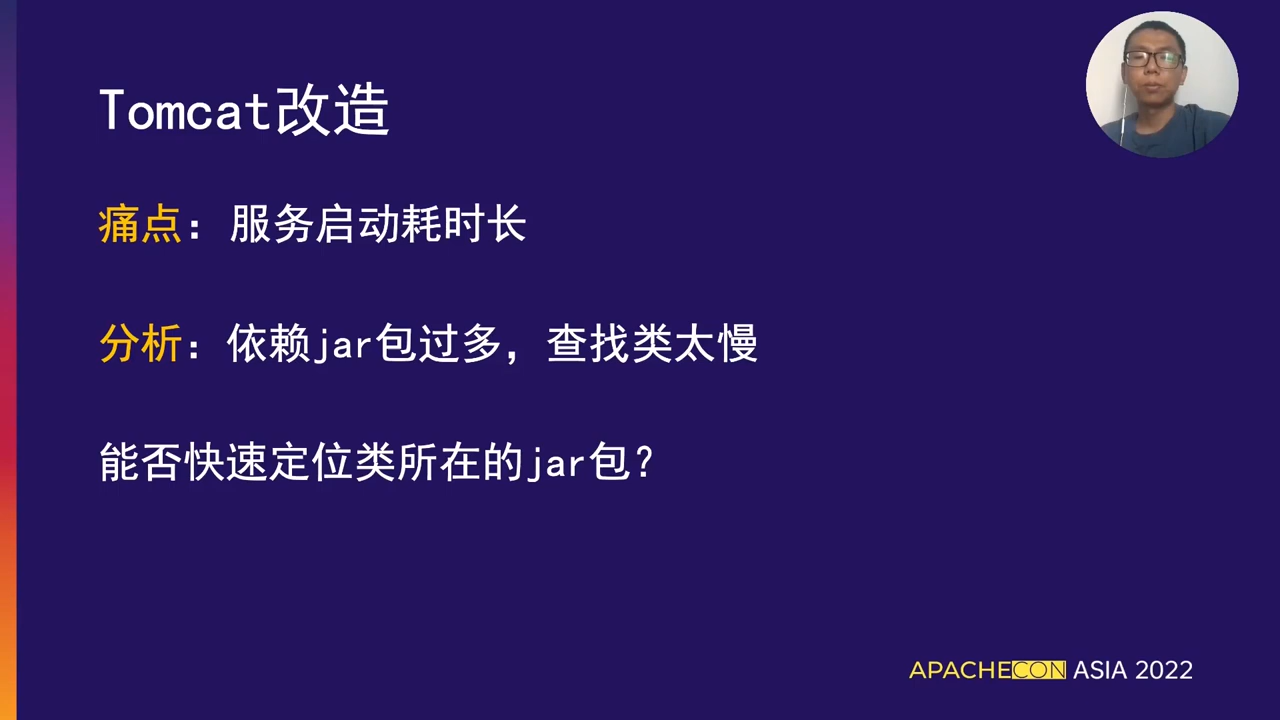 Tomcat改造
痛点：服务启动耗时长
分析：依赖jar包过多，查找类太慢
能否快速定位类所在的jar包？
APACHECON ASIA 2022